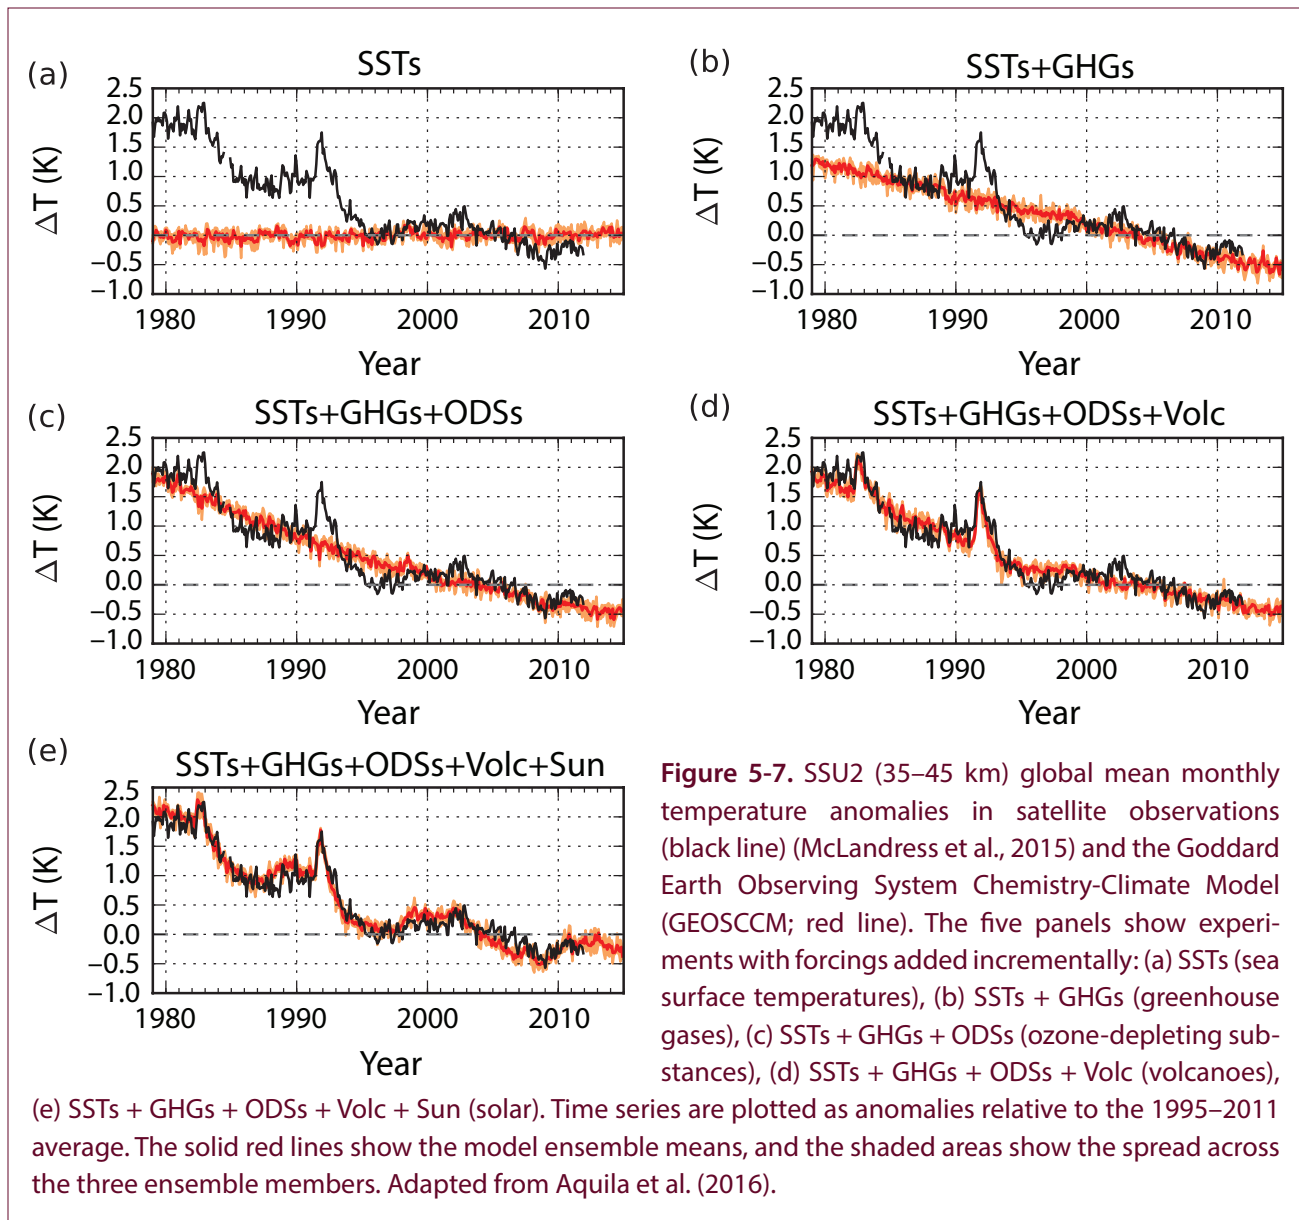 (a)
SSTs
2.5
2.0
1.5
1.0
0.5
0.0
−0.5
−1.0
ΔT (K)
1980 1990 2000 2010
Year
(b)
SSTs+GHGs
2.5
2.0
1.5
1.0
0.5
0.0
−0.5
−1.0
ΔT (K)
1980 1990 2000 2010
Year
(c)
SSTs+GHGs+ODSs
2.5
2.0
1.5
1.0
0.5
0.0
−0.5
−1.0
ΔT (K)
1980 1990 2000 2010
Year
(d)
SSTs+GHGs+ODSs+Volc
2.5
2.0
1.5
1.0
0.5
0.0
−0.5
−1.0
ΔT (K)
1980 1990 2000 2010
Year
(e)
SSTs+GHGs+ODSs+Volc+Sun
2.5
2.0
1.5
1.0
0.5
0.0
−0.5
−1.0
ΔT (K)
1980 1990 2000 2010
Year
Figure 5-7. SSU2 (35–45 km) global mean monthly
temperature anomalies in satellite observations
(black line) (McLandress et al., 2015) and the Goddard
Earth Observing System Chemistry-Climate Model
(GEOSCCM; red line). The five panels show experi-
ments with forcings added incrementally: (a) SSTs (sea
surface temperatures), (b) SSTs + GHGs (greenhouse
gases), (c) SSTs + GHGs + ODSs (ozone-depleting sub-
stances), (d) SSTs + GHGs + ODSs + Volc (volcanoes),
(e) SSTs + GHGs + ODSs + Volc + Sun (solar). Time series are plotted as anomalies relative to the 1995–2011
average. The solid red lines show the model ensemble means, and the shaded areas show the spread across
the three ensemble members. Adapted from Aquila et al. (2016).